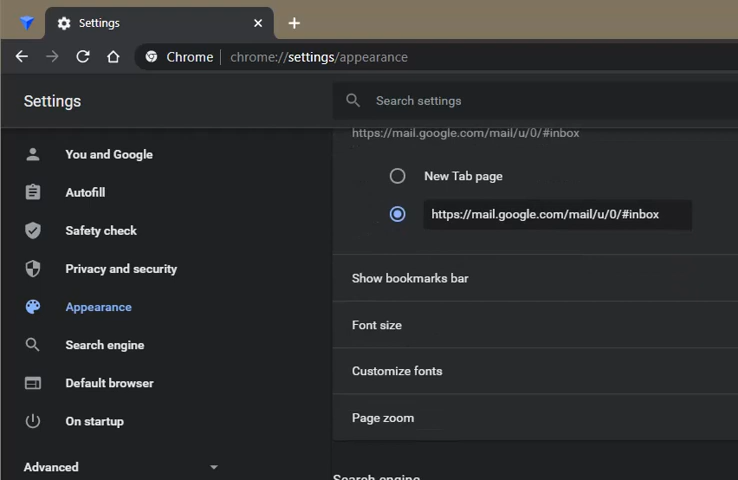 Settings
Chrome
chrome://settings/appearance
Settings
Search settings
https://mail.google.com/mail/u/0/#inbox
You and Google
New Tab page
Autofill
https://mail.google.com/mail/u/0/#inbox
Safety check
Privacy and security
Show bookmarks bar
Appearance
Font size
Search engine
Customize fonts
Default browser
Page zoom
On startup
Advanced
Search engine